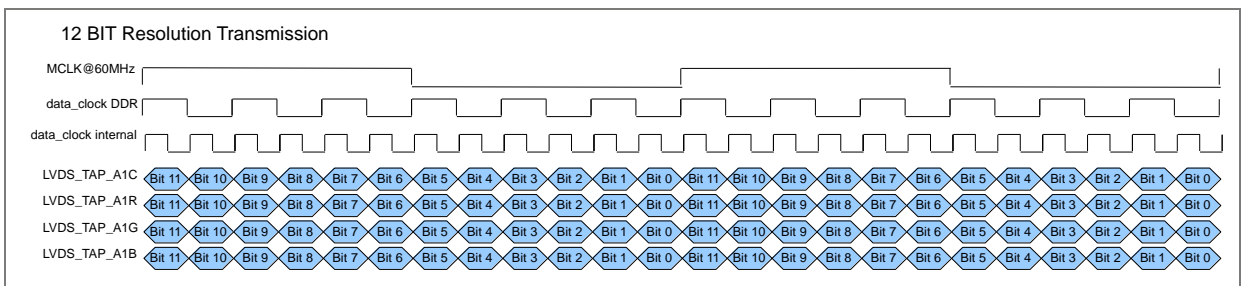 12 BIT Resolution Transmission
MCLK@60MHz
data_clock DDR
data_clock internal
LVDS_TAP_A1C Bit 11 Bit 10 Bit 9 Bit 8 Bit 7 Bit 6 Bit 5 Bit 4 Bit 3 Bit 2 Bit 1 Bit 0 Bit 11 Bit 10 Bit 9 Bit 8 Bit 7 Bit 6 Bit 5 Bit 4 Bit 3 Bit 2 Bit 1 Bit 0
LVDS_TAP_A1R Bit 11 Bit 10 Bit 9 Bit 8 Bit 7 Bit 6 Bit 5 Bit 4 Bit 3 Bit 2 Bit 1 Bit 0 Bit 11 Bit 10 Bit 9 Bit 8 Bit 7 Bit 6 Bit 5 Bit 4 Bit 3 Bit 2 Bit 1 Bit 0
LVDS_TAP_A1G Bit 11 Bit 10 Bit 9 Bit 8 Bit 7 Bit 6 Bit 5 Bit 4 Bit 3 Bit 2 Bit 1 Bit 0 Bit 11 Bit 10 Bit 9 Bit 8 Bit 7 Bit 6 Bit 5 Bit 4 Bit 3 Bit 2 Bit 1 Bit 0
LVDS_TAP_A1B Bit 11 Bit 10 Bit 9 Bit 8 Bit 7 Bit 6 Bit 5 Bit 4 Bit 3 Bit 2 Bit 1 Bit 0 Bit 11 Bit 10 Bit 9 Bit 8 Bit 7 Bit 6 Bit 5 Bit 4 Bit 3 Bit 2 Bit 1 Bit 0